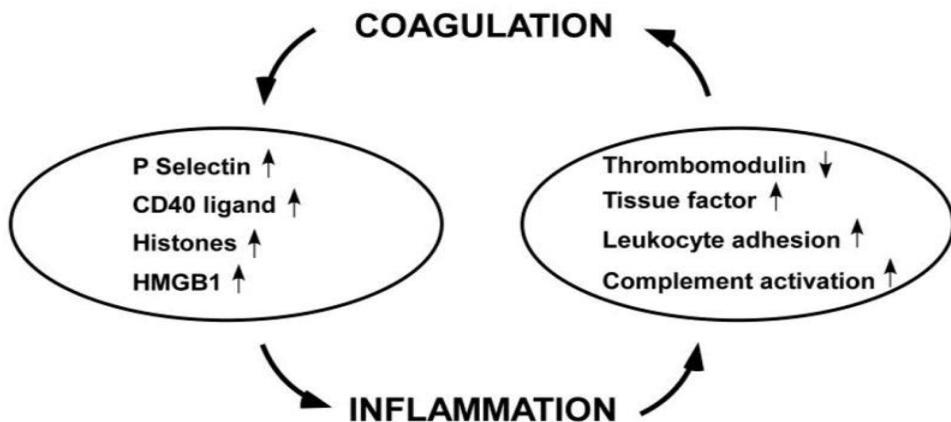 COAGULATION
P Selectin ↑
CD40 ligand ↑
Histones ↑
HMGB1 ↑
Thrombomodulin ↓
Tissue factor ↑
Leukocyte adhesion ↑
Complement activation ↑
INFLAMMATION